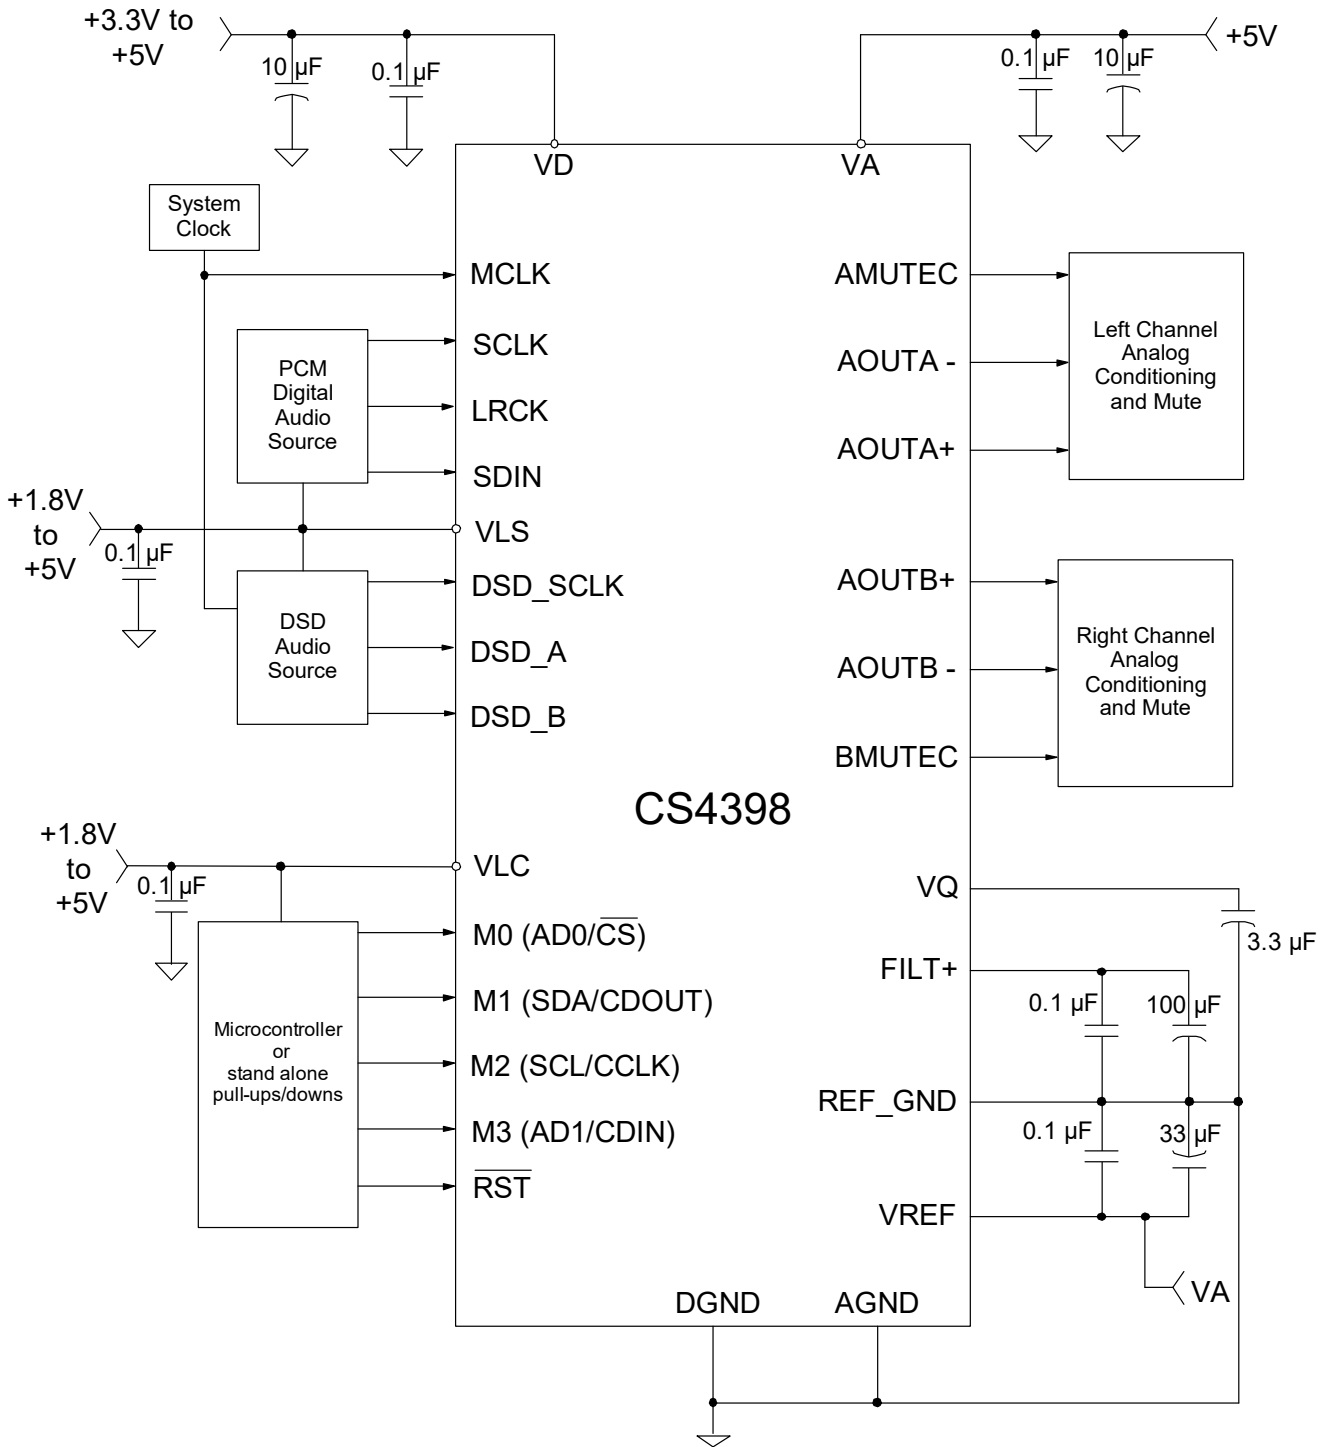 +3.3V to
+5V
10 µF
0.1 µF
0.1 µF
10 µF
+5V
VD
VA
System
Clock
MCLK
AMUTEC
SCLK
PCM
Digital
Audio
Source
Left Channel
Analog
Conditioning
and Mute
AOUTA -
LRCK
AOUTA+
SDIN
+1.8V
to
+5V
0.1 µF
VLS
DSD_SCLK
AOUTB+
DSD
Audio
Source
DSD_A
AOUTB -
Right Channel
Analog
Conditioning
and Mute
DSD_B
BMUTEC
CS4398
+1.8V
to
+5V
0.1 µF
VLC
VQ
3.3 µF
M0 (AD0/CS)
FILT+
M1 (SDA/CDOUT)
0.1 µF
100 µF
Microcontroller
or
stand alone
pull-ups/downs
M2 (SCL/CCLK)
REF_GND
M3 (AD1/CDIN)
0.1 µF
33 µF
RST
VREF
VA
DGND
AGND